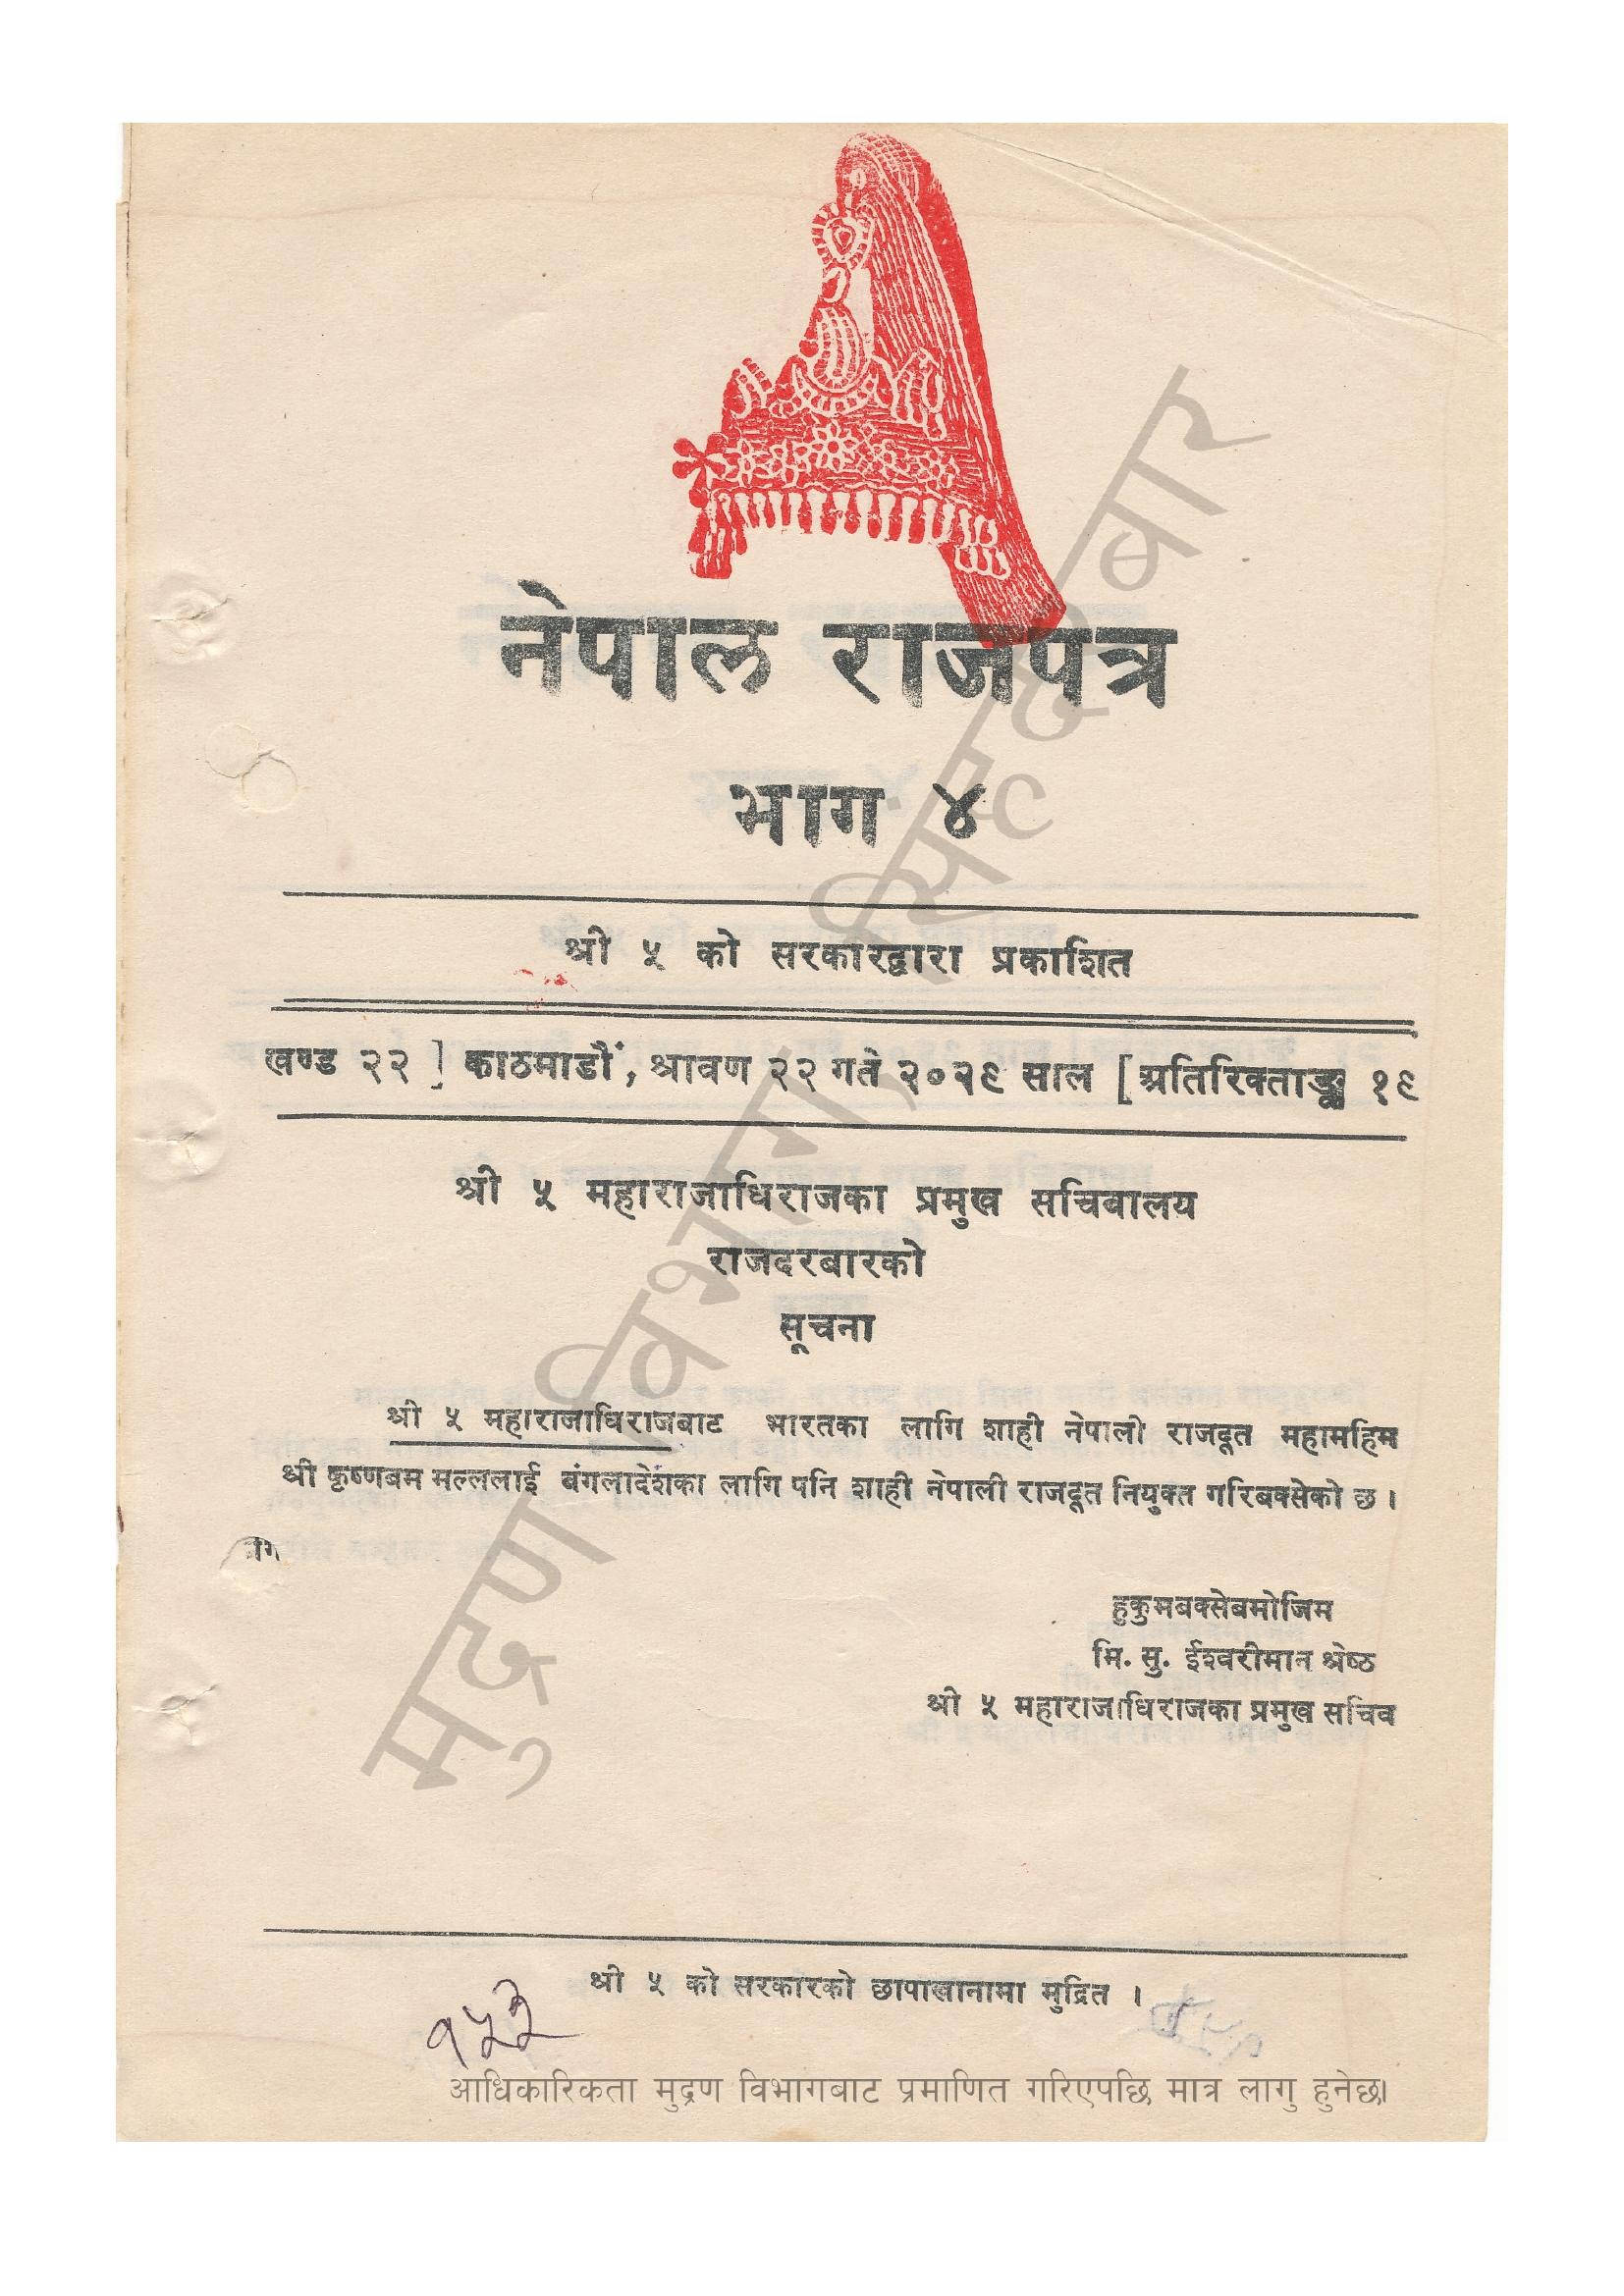 नेपाल राजपत्र
भाग ४
श्री ५ को सरकारद्वारा प्रकाशित
खण्ड २२ ] काठमाडौं, श्रावण २२ गते २०२९ साल [ अतिरिक्ताङ्क १९
श्री ५ महाराजाधिराजका प्रमुख सचिवालय
राजदरबारको
सूचना
श्री ५ महाराजाधिराजबाट भारतका लागि शाही नेपाली राजदूत महामहिम
श्री कृष्णबम मल्ललाई बंगलादेशका लागि पनि शाही नेपाली राजदूत नियुक्त गरिबक्सेको छ ।
हुकुमबक्सेबमोजिम
मि. सु. ईश्वरीमान श्रेष्ठ
श्री ५ महाराजाधिराजका प्रमुख सचिव
श्री ५ को सरकारको छापाखानामा मुद्रित ।
१५३
आधिकारिकता मुद्रण विभागबाट प्रमाणित गरिएपछि मात्र लागु हुनेछ।
मुद्रण विभाग, सिंहदरबार